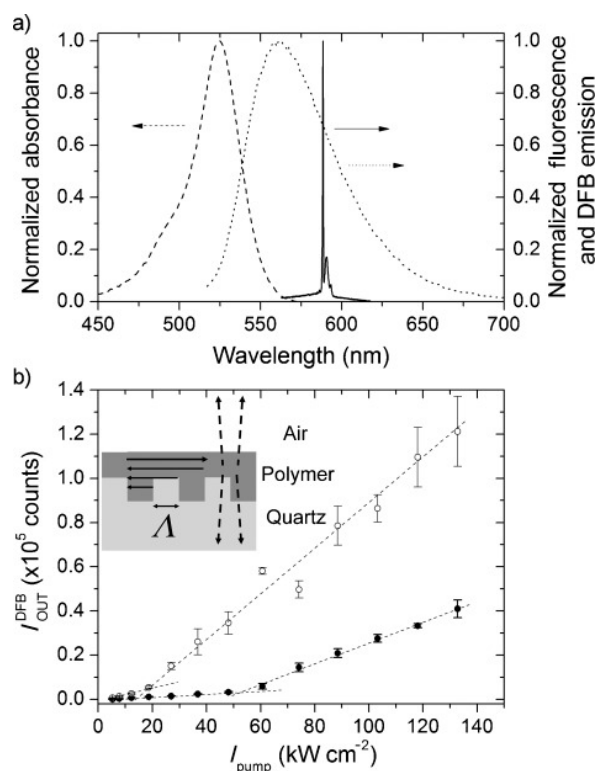 a)
1.0
0.8
0.6
0.4
0.2
0.0
Normalized absorbance
1.0
0.8
0.6
0.4
0.2
0.0
Normalized fluorescence
and DFB emission
450 500 550 600 650 700
Wavelength (nm)
b)
1.4
1.2
1.0
0.8
0.6
0.4
0.2
0.0
I_OUT^DFB (x10^5 counts)
Air
Polymer
Quartz
Λ
0 20 40 60 80 100 120 140
I_pump (kW cm^-2)